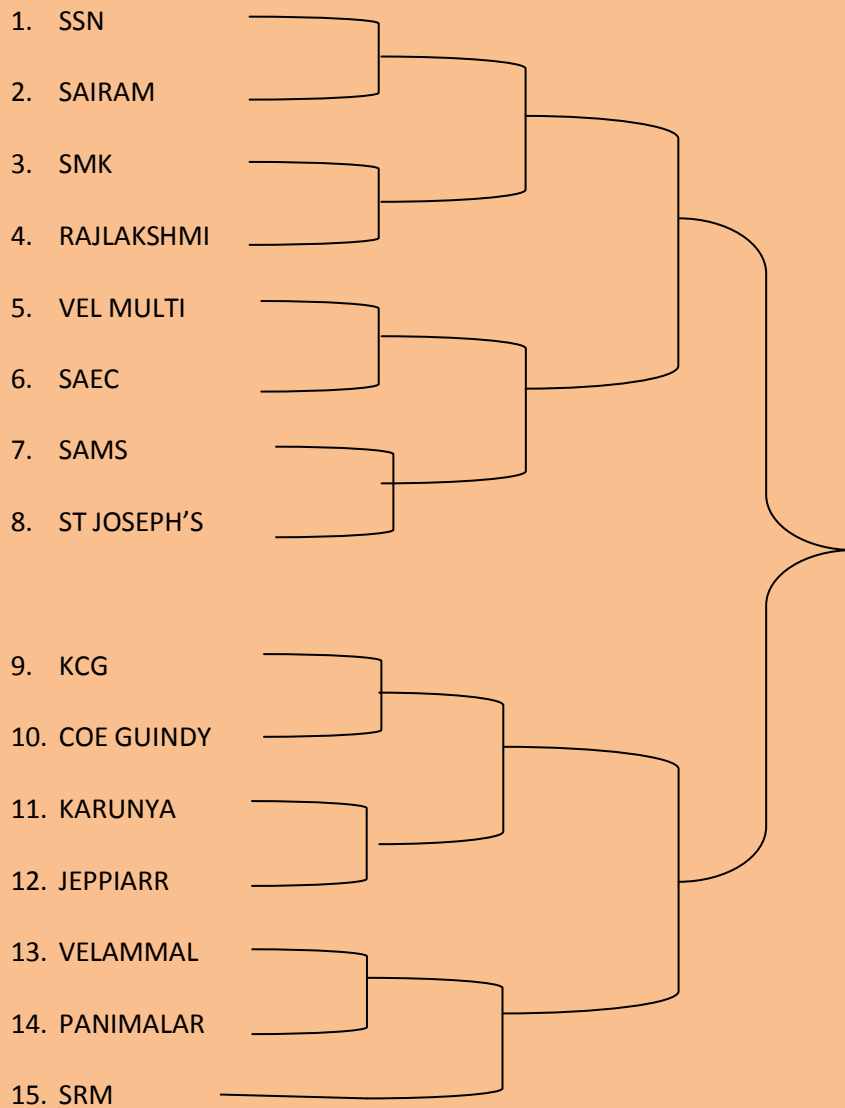 1. SSN
2. SAIRAM
3. SMK
4. RAJLAKSHMI
5. VEL MULTI
6. SAEC
7. SAMS
8. ST JOSEPH’S
9. KCG
10. COE GUINDY
11. KARUNYA
12. JEPPIARR
13. VELAMMAL
14. PANIMALAR
15. SRM